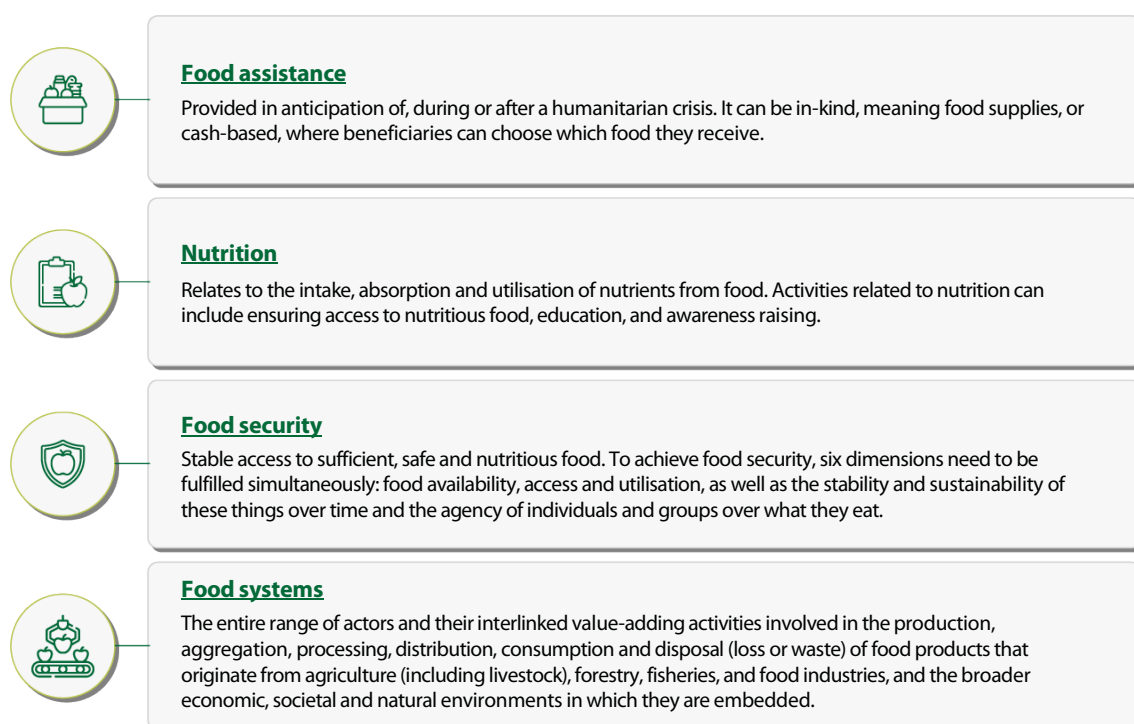 Food assistance
Provided in anticipation of, during or after a humanitarian crisis. It can be in-kind, meaning food supplies, or
cash-based, where beneficiaries can choose which food they receive.
Nutrition
Relates to the intake, absorption and utilisation of nutrients from food. Activities related to nutrition can
include ensuring access to nutritious food, education, and awareness raising.
Food security
Stable access to sufficient, safe and nutritious food. To achieve food security, six dimensions need to be
fulfilled simultaneously: food availability, access and utilisation, as well as the stability and sustainability of
these things over time and the agency of individuals and groups over what they eat.
Food systems
The entire range of actors and their interlinked value-adding activities involved in the production,
aggregation, processing, distribution, consumption and disposal (loss or waste) of food products that
originate from agriculture (including livestock), forestry, fisheries, and food industries, and the broader
economic, societal and natural environments in which they are embedded.